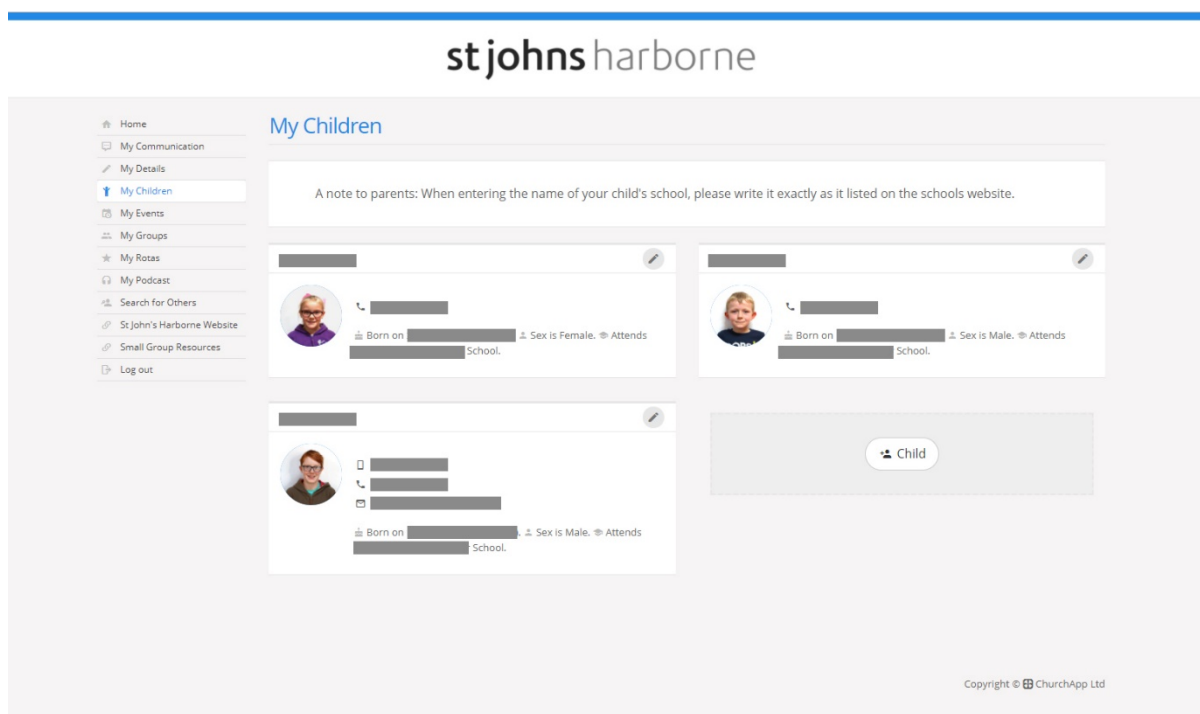 stjohns harborne
Home
My Communication
My Details
My Children
My Events
My Groups
My Rotas
My Podcast
Search for Others
St John's Harborne Website
Small Group Resources
Log out
My Children
A note to parents: When entering the name of your child's school, please write it exactly as it listed on the schools website.
Born on
Sex is Female.
Attends
School.
Born on
Sex is Male.
Attends
School.
Born on
. Sex is Male.
Attends
School.
Child
Copyright © ChurchApp Ltd